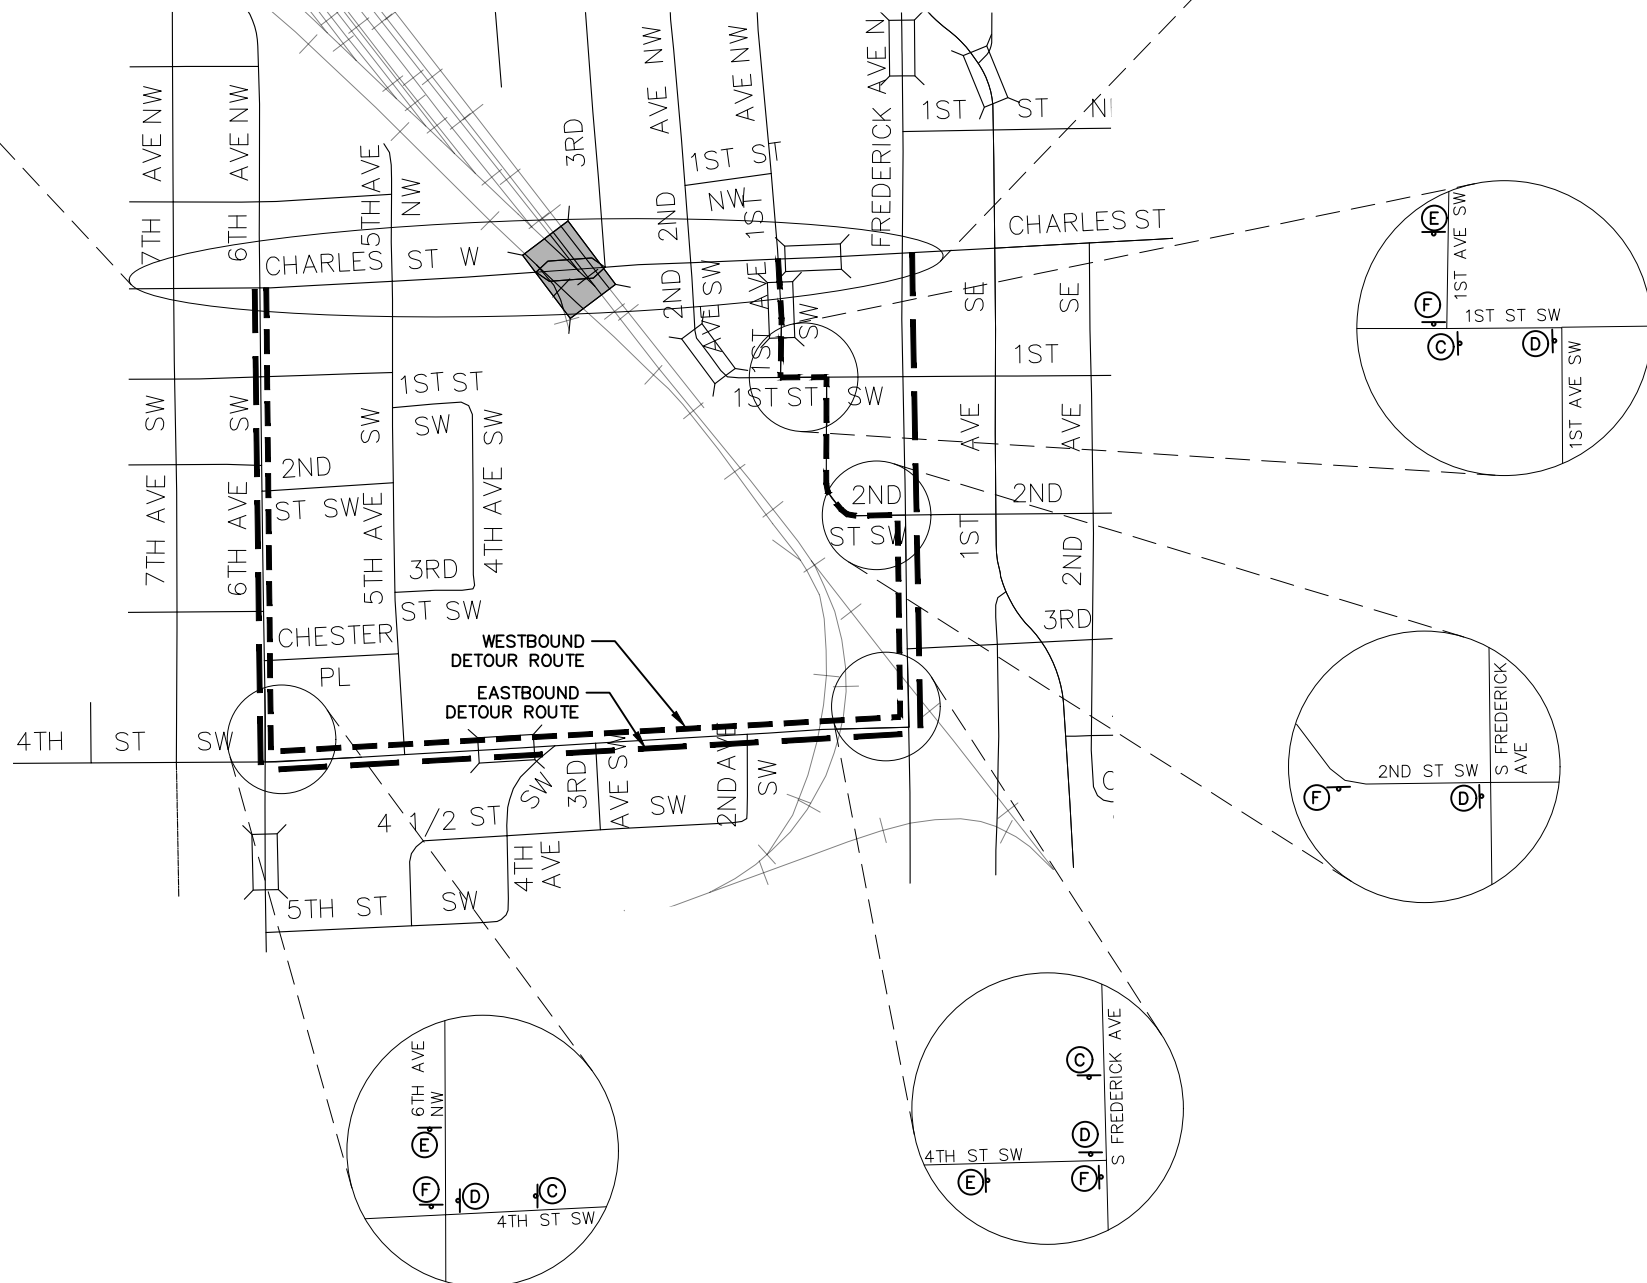 7TH AVE NW
6TH AVE NW
5TH AVE
NW
3RD
2ND AVE NW
1ST AVE NW
1ST ST
NW
FREDERICK AVE N
1ST ST
CHARLES ST W
CHARLES ST
2ND AVE SW
1ST AVE SW
1ST ST SW
1ST
1ST AVE SE
2ND AVE SE
7TH AVE SW
6TH AVE SW
5TH AVE SW
4TH AVE SW
1ST ST
SW
2ND
ST SW
3RD
ST SW
CHESTER
PL
2ND
ST SW
2ND
3RD
WESTBOUND
DETOUR ROUTE
EASTBOUND
DETOUR ROUTE
4TH ST SW
SW
3RD
AVE SW
2ND AVE
SW
4 1/2 ST SW
4TH
AVE
5TH ST SW
E
1ST AVE SW
F
1ST ST SW
C
D
1ST AVE SW
S FREDERICK
AVE
2ND ST SW
F
D
6TH AVE
NW
E
F
D
C
4TH ST SW
C
S FREDERICK AVE
D
4TH ST SW
E
F